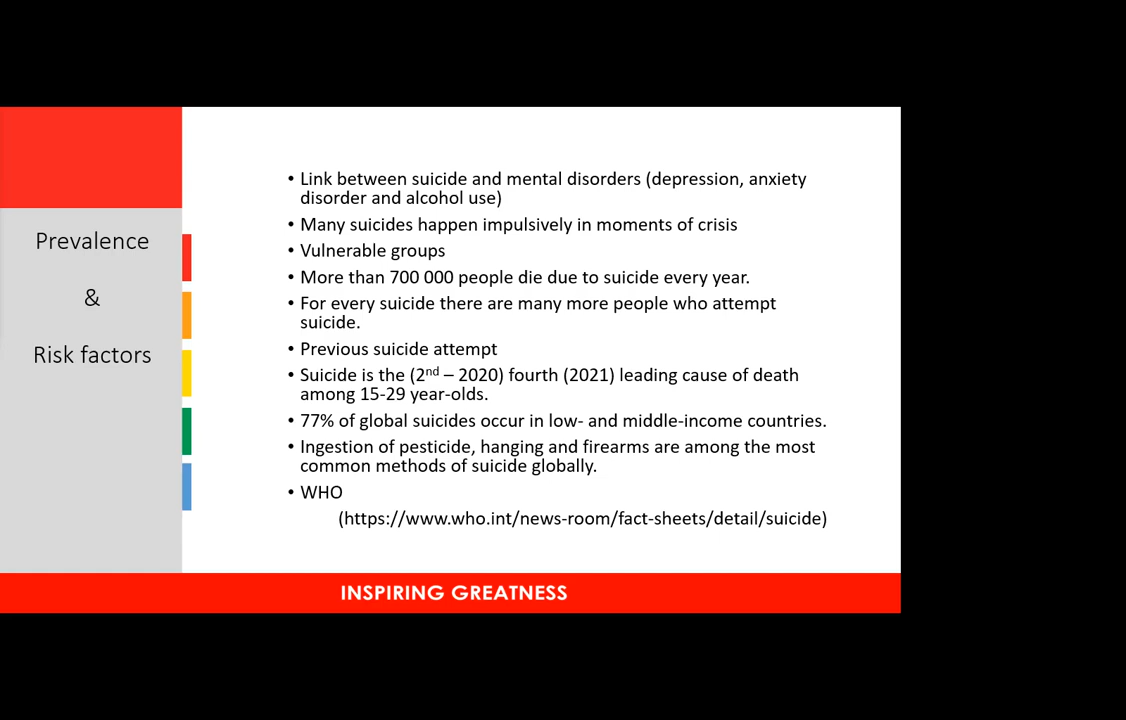 Prevalence
&
Risk factors
• Link between suicide and mental disorders (depression, anxiety
disorder and alcohol use)
• Many suicides happen impulsively in moments of crisis
• Vulnerable groups
• More than 700 000 people die due to suicide every year.
• For every suicide there are many more people who attempt
suicide.
• Previous suicide attempt
• Suicide is the (2nd – 2020) fourth (2021) leading cause of death
among 15-29 year-olds.
• 77% of global suicides occur in low- and middle-income countries.
• Ingestion of pesticide, hanging and firearms are among the most
common methods of suicide globally.
• WHO
(https://www.who.int/news-room/fact-sheets/detail/suicide)
INSPIRING GREATNESS